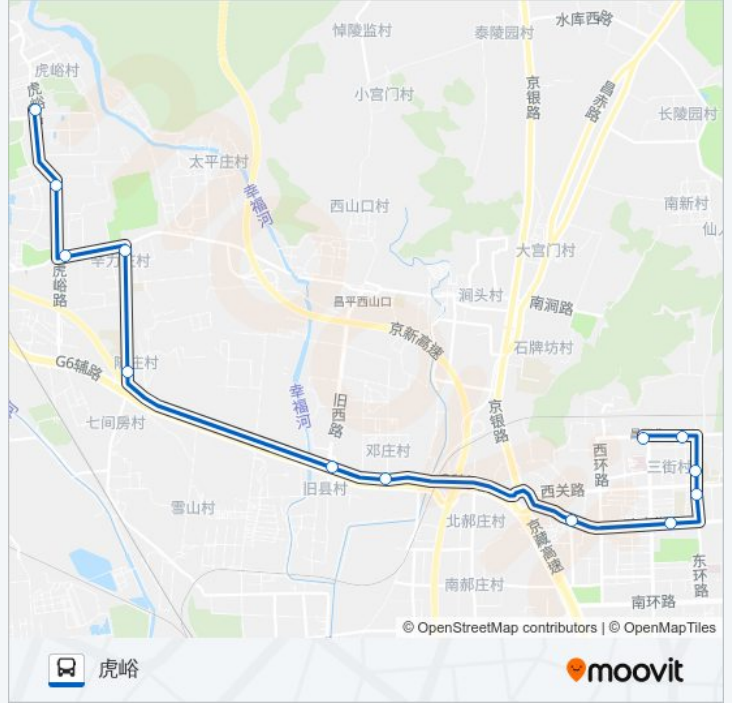 水库西路
悼陵监村
泰陵园村
虎峪村
京银路
昌赤路
小宫门村
长陵园村
太平庄村
幸福河
西山口村
南新村
仙
大宫门村
虎峪路
涧头村
昌平西山口
南涧路
京新高速
石牌坊村
G6辅路
幸福河
旧西路
京银路
七间房村
邓庄村
西环路
三街村
旧县村
西关路
雪山村
北郝庄村
京藏高速
东环路
南郝庄村
南环路
© OpenStreetMap contributors | © OpenMapTiles
虎峪
moovit